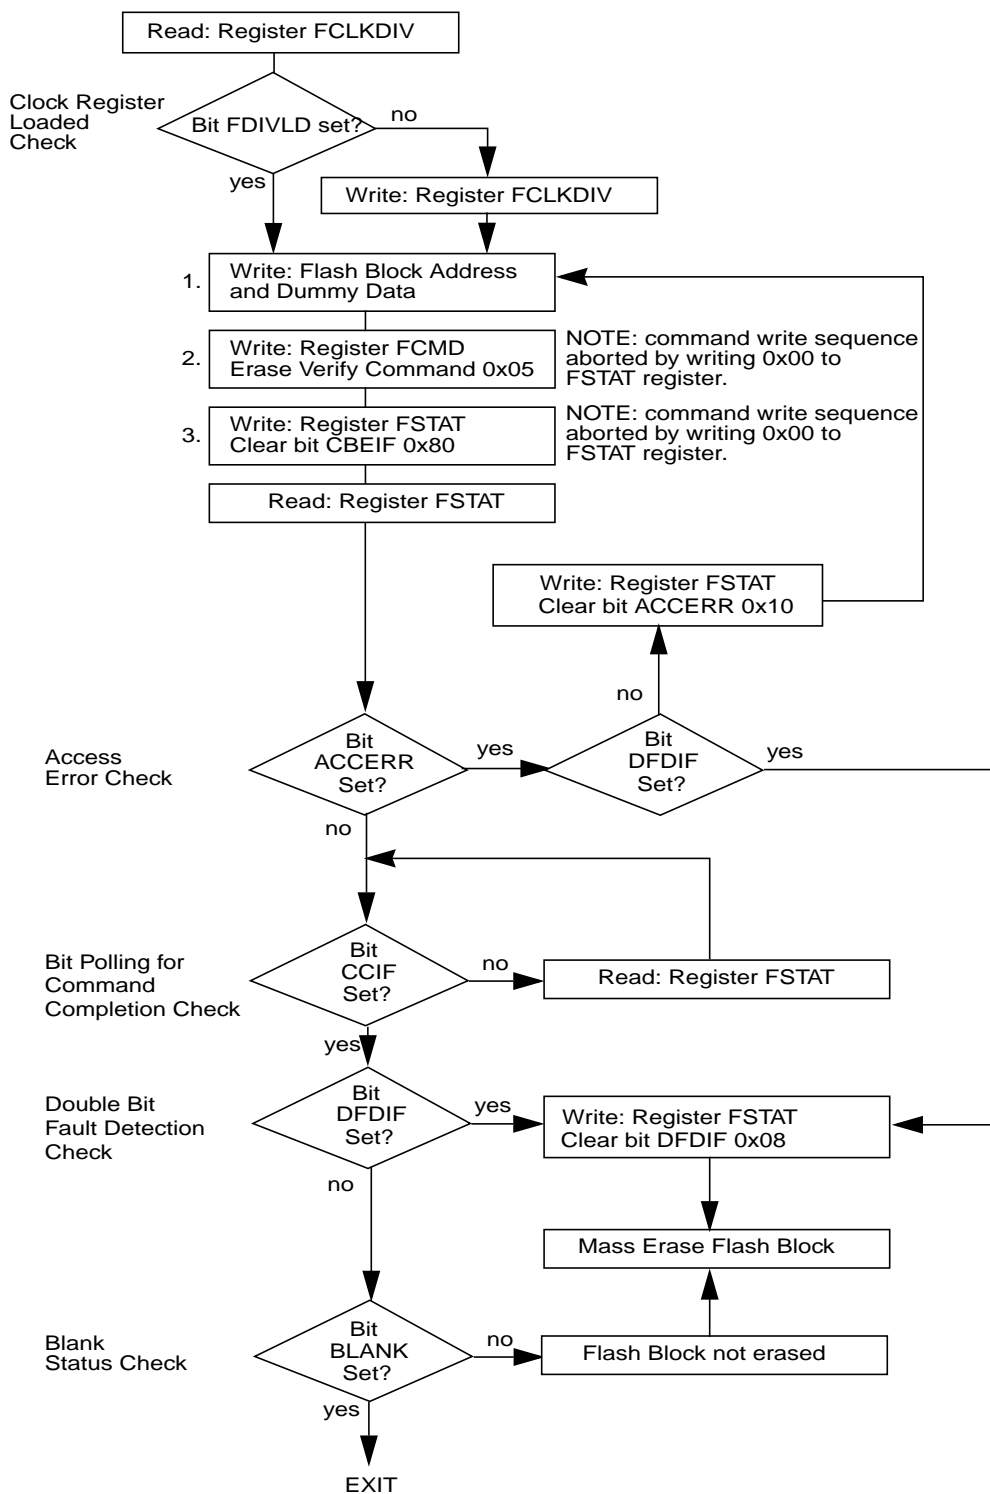 Read: Register FCLKDIV
Clock Register
Loaded
Check
Bit FDIVLD set?
no
yes
Write: Register FCLKDIV
1.
Write: Flash Block Address
and Dummy Data
2.
Write: Register FCMD
Erase Verify Command 0x05
NOTE: command write sequence
aborted by writing 0x00 to
FSTAT register.
3.
Write: Register FSTAT
Clear bit CBEIF 0x80
NOTE: command write sequence
aborted by writing 0x00 to
FSTAT register.
Read: Register FSTAT
Write: Register FSTAT
Clear bit ACCERR 0x10
no
Access
Error Check
Bit
ACCERR
Set?
yes
Bit
DFDIF
Set?
yes
no
Bit Polling for
Command
Completion Check
Bit
CCIF
Set?
no
Read: Register FSTAT
yes
Double Bit
Fault Detection
Check
Bit
DFDIF
Set?
yes
Write: Register FSTAT
Clear bit DFDIF 0x08
no
Mass Erase Flash Block
Blank
Status Check
Bit
BLANK
Set?
no
Flash Block not erased
yes
EXIT